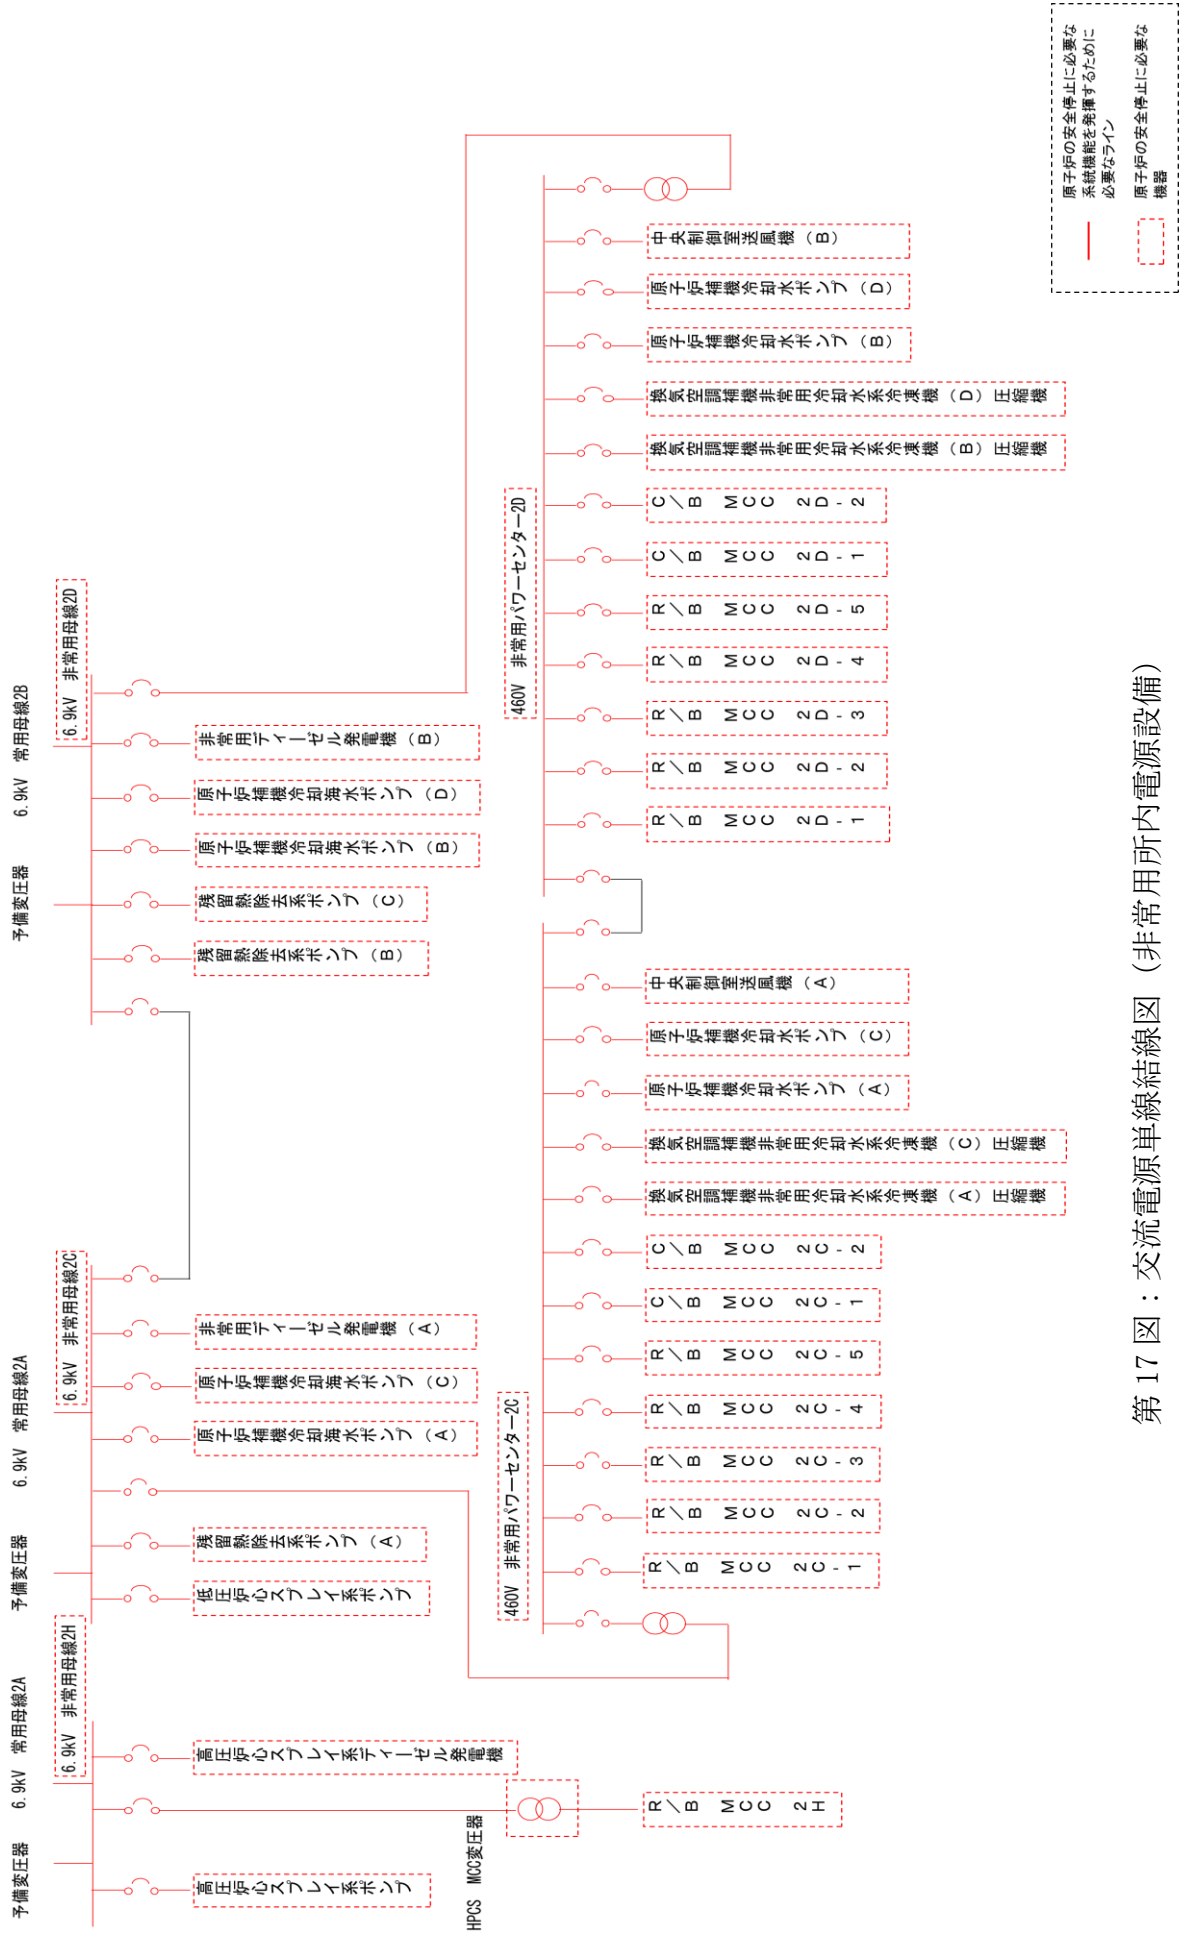 予備変圧器
6.9kV 常用母線2A
6.9kV 非常用母線2H
高圧炉心スプレイ系ポンプ
高圧炉心スプレイ系ディーゼル発電機
HPCS MCC変圧器
R/B MCC 2H
予備変圧器
6.9kV 常用母線2A
6.9kV 非常用母線2C
低圧炉心スプレイ系ポンプ
残留熱除去系ポンプ(A)
原子炉補機冷却海水ポンプ(A)
原子炉補機冷却海水ポンプ(C)
非常用ディーゼル発電機(A)
予備変圧器
6.9kV 常用母線2B
6.9kV 非常用母線2D
残留熱除去系ポンプ(B)
残留熱除去系ポンプ(C)
原子炉補機冷却海水ポンプ(B)
原子炉補機冷却海水ポンプ(D)
非常用ディーゼル発電機(B)
460V 非常用パワーセンター2C
R/B MCC 2C-1
R/B MCC 2C-2
R/B MCC 2C-3
R/B MCC 2C-4
R/B MCC 2C-5
C/B MCC 2C-1
C/B MCC 2C-2
換気空調補機非常用冷却水系冷凍機(A)圧縮機
換気空調補機非常用冷却水系冷凍機(C)圧縮機
原子炉補機冷却水ポンプ(A)
原子炉補機冷却水ポンプ(C)
中央制御室送風機(A)
460V 非常用パワーセンター2D
R/B MCC 2D-1
R/B MCC 2D-2
R/B MCC 2D-3
R/B MCC 2D-4
R/B MCC 2D-5
C/B MCC 2D-1
C/B MCC 2D-2
換気空調補機非常用冷却水系冷凍機(B)圧縮機
換気空調補機非常用冷却水系冷凍機(D)圧縮機
原子炉補機冷却水ポンプ(B)
原子炉補機冷却水ポンプ(D)
中央制御室送風機(B)
原子炉の安全停止に必要な
系統機能を発揮するために
必要なライン
原子炉の安全停止に必要な
機器
第17図:交流電源単線結線図(非常用所内電源設備)